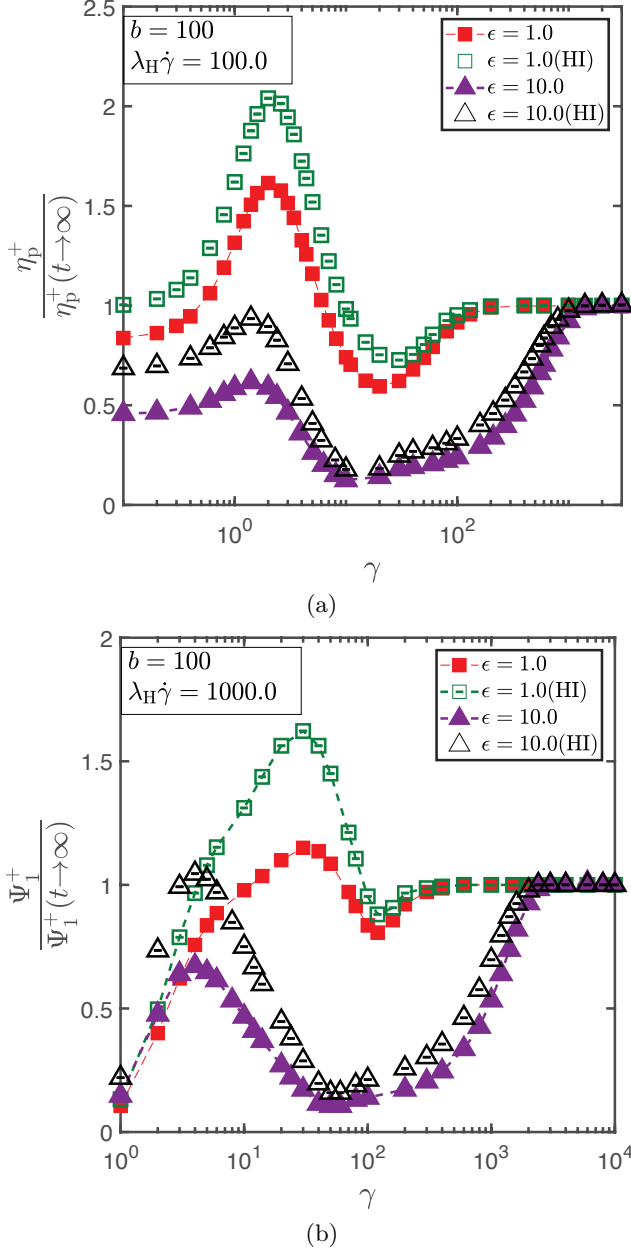 2.5
2
1.5
1
0.5
0
b = 100
λ_H γ̇ = 100.0
ϵ = 1.0
ϵ = 1.0(HI)
ϵ = 10.0
ϵ = 10.0(HI)
η_p^+
η_p^+(t→∞)
10^0
10^2
γ
(a)
2
1.5
1
0.5
0
b = 100
λ_H γ̇ = 1000.0
ϵ = 1.0
ϵ = 1.0(HI)
ϵ = 10.0
ϵ = 10.0(HI)
Ψ_1^+
Ψ_1^+(t→∞)
10^0
10^1
10^2
10^3
10^4
γ
(b)